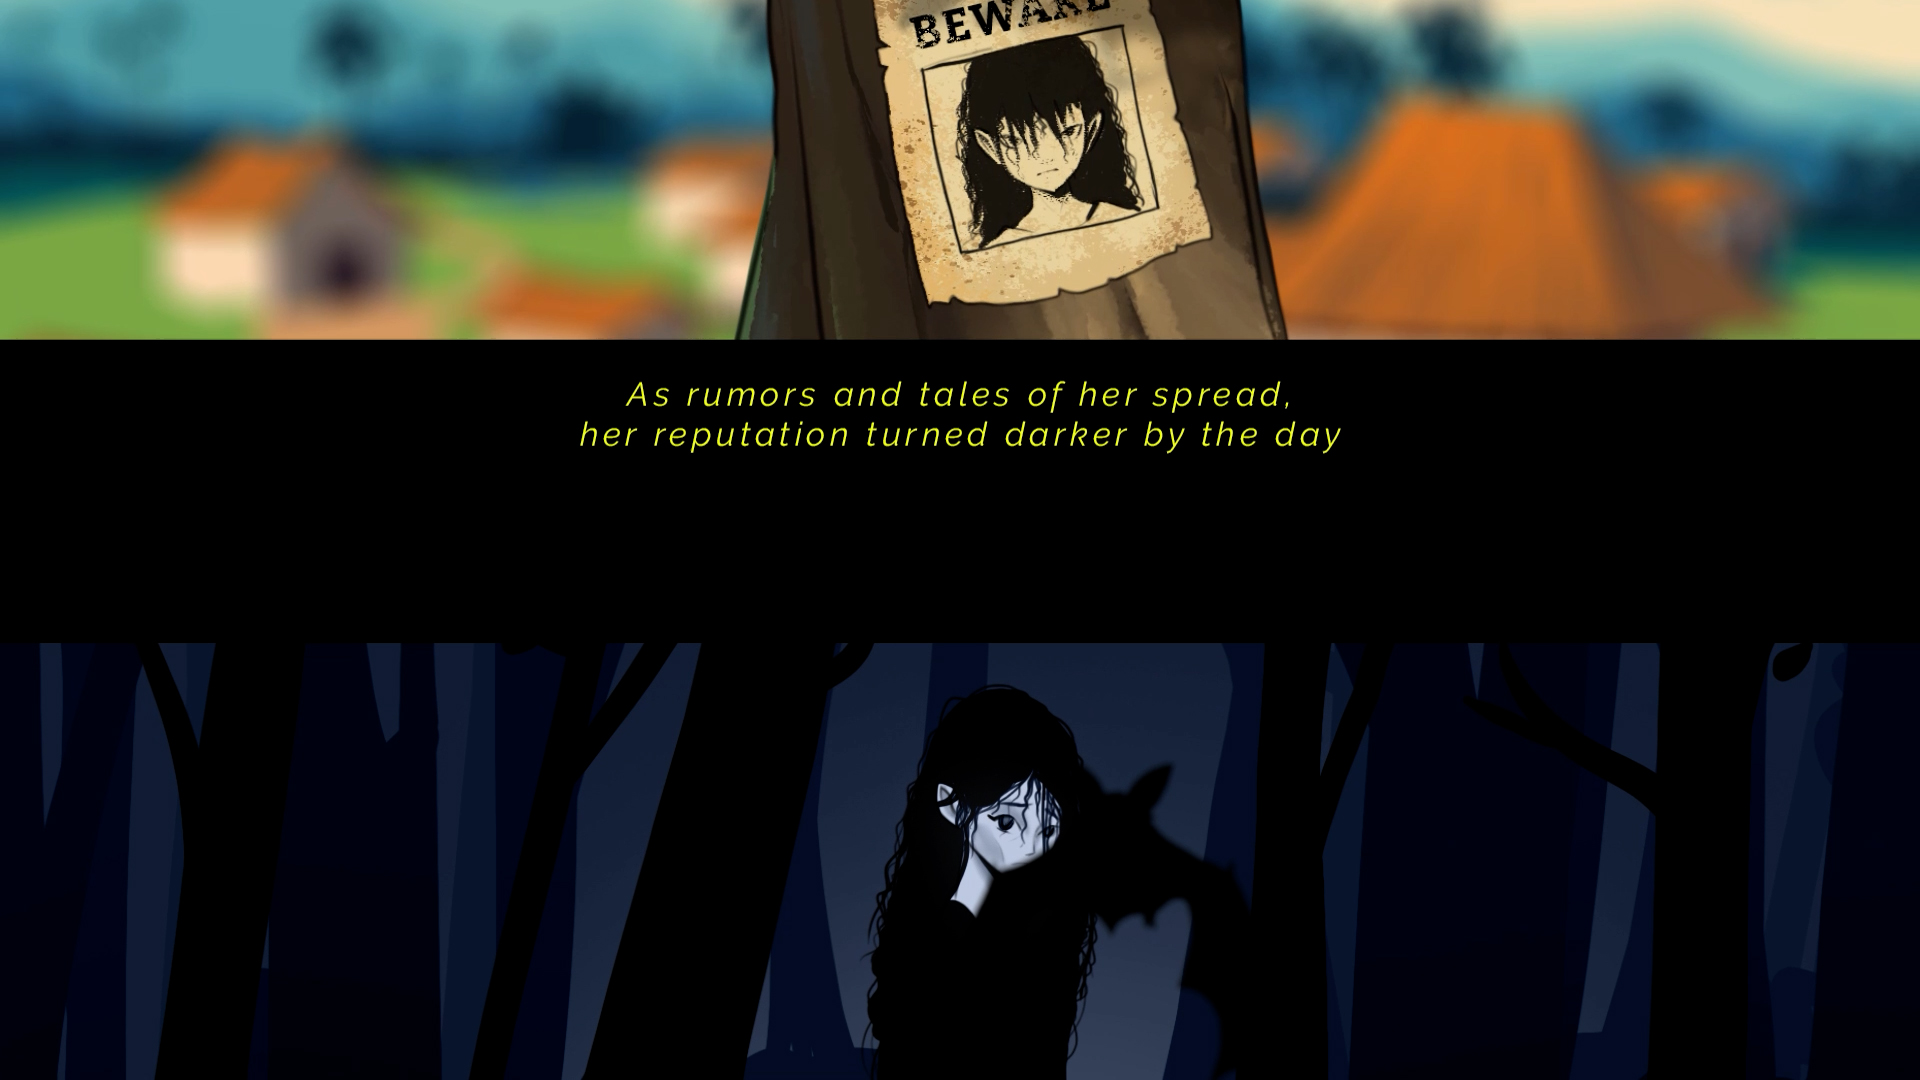 BEWARE
As rumors and tales of her spread,
her reputation turned darker by the day